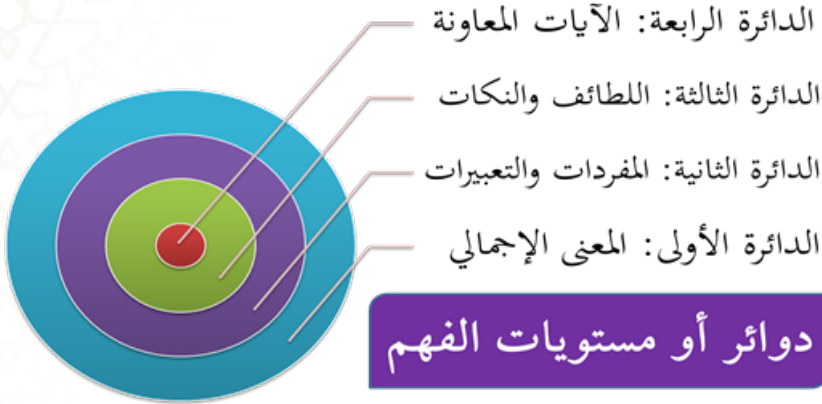 الدائرة الرابعة: الآيات المعاونة
الدائرة الثالثة: اللطائف والنكات
الدائرة الثانية: المفردات والتعبيرات
الدائرة الأولى: المعنى الإجمالي
دوائر أو مستويات الفهم